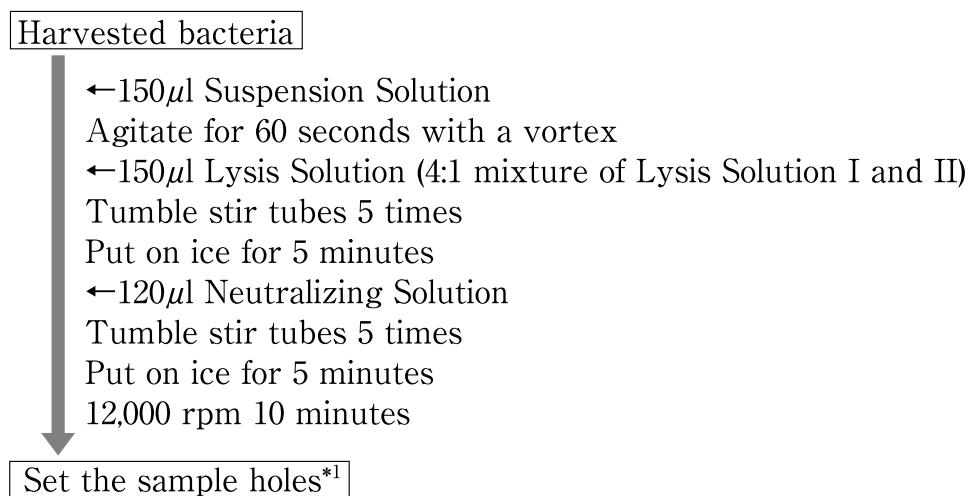 Harvested bacteria
←150μl Suspension Solution
Agitate for 60 seconds with a vortex
←150μl Lysis Solution (4:1 mixture of Lysis Solution I and II)
Tumble stir tubes 5 times
Put on ice for 5 minutes
←120μl Neutralizing Solution
Tumble stir tubes 5 times
Put on ice for 5 minutes
12,000 rpm 10 minutes
Set the sample holes*1